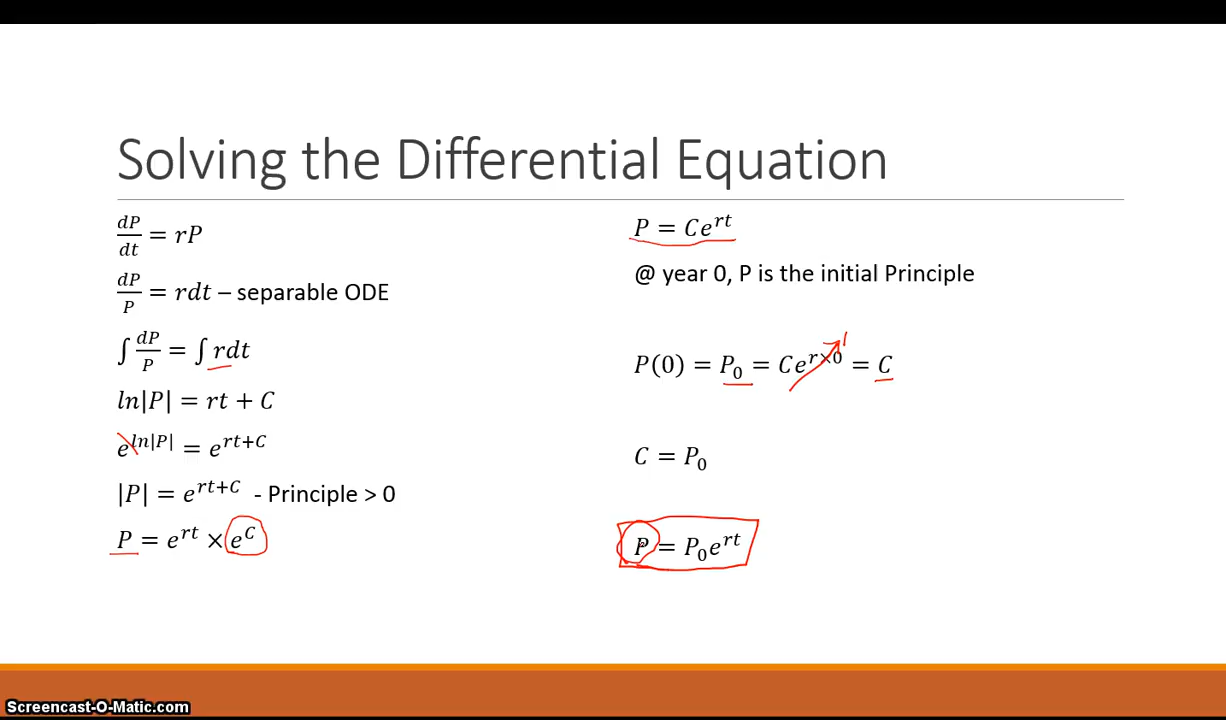 Solving the Differential Equation
dP/dt = rP
dP/P = rdt – separable ODE
∫ dP/P = ∫ rdt
ln|P| = rt + C
e^{ln|P|} = e^{rt+C}
|P| = e^{rt+C} - Principle > 0
P = e^{rt} × e^{C}
P = Ce^{rt}
@ year 0, P is the initial Principle
P(0) = P₀ = Ce^{r×0} = C
1
C = P₀
P = P₀e^{rt}
Screencast-O-Matic.com